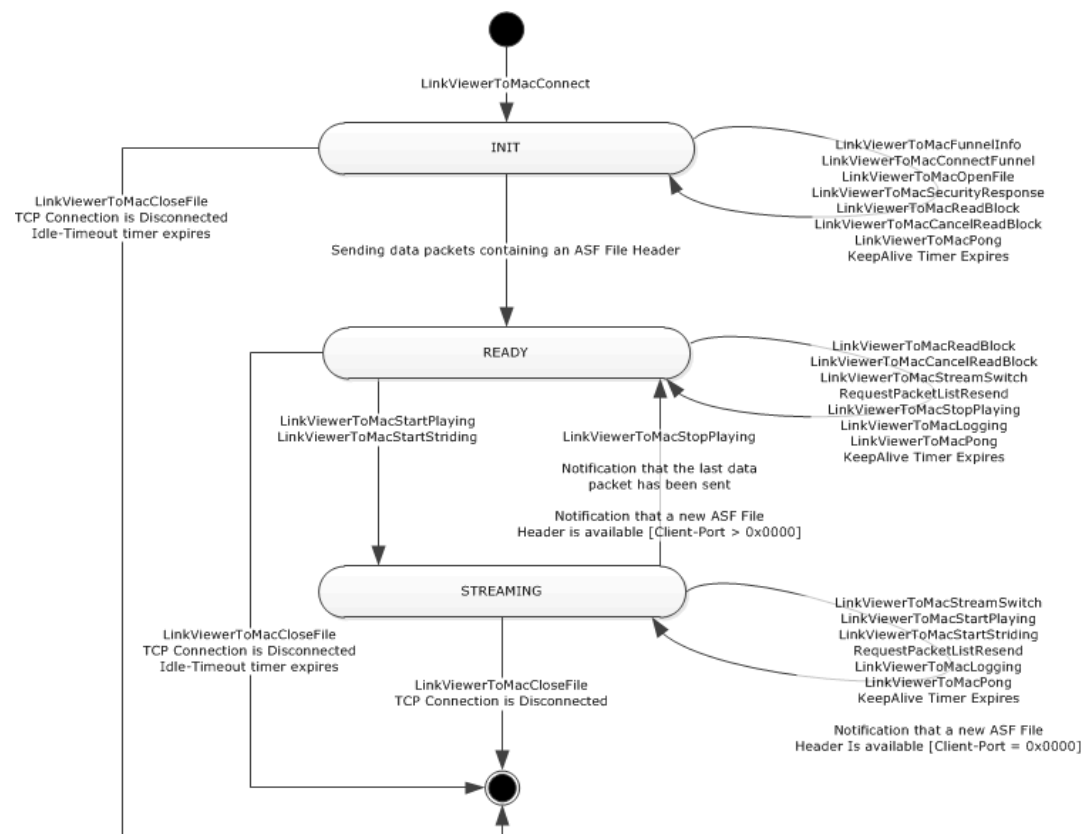 LinkViewerToMacConnect
INIT
LinkViewerToMacFunnelInfo
LinkViewerToMacConnectFunnel
LinkViewerToMacOpenFile
LinkViewerToMacSecurityResponse
LinkViewerToMacReadBlock
LinkViewerToMacCancelReadBlock
LinkViewerToMacPong
KeepAlive Timer Expires
LinkViewerToMacCloseFile
TCP Connection is Disconnected
Idle-Timeout timer expires
Sending data packets containing an ASF File Header
READY
LinkViewerToMacReadBlock
LinkViewerToMacCancelReadBlock
LinkViewerToMacStreamSwitch
RequestPacketListResend
LinkViewerToMacStopPlaying
LinkViewerToMacLogging
LinkViewerToMacPong
KeepAlive Timer Expires
LinkViewerToMacStartPlaying
LinkViewerToMacStartStriding
LinkViewerToMacStopPlaying
Notification that the last data
packet has been sent
Notification that a new ASF File
Header is available [Client-Port > 0x0000]
STREAMING
LinkViewerToMacStreamSwitch
LinkViewerToMacStartPlaying
LinkViewerToMacStartStriding
RequestPacketListResend
LinkViewerToMacLogging
LinkViewerToMacPong
KeepAlive Timer Expires
Notification that a new ASF File
Header Is available [Client-Port = 0x0000]
LinkViewerToMacCloseFile
TCP Connection is Disconnected
Idle-Timeout timer expires
LinkViewerToMacCloseFile
TCP Connection is Disconnected